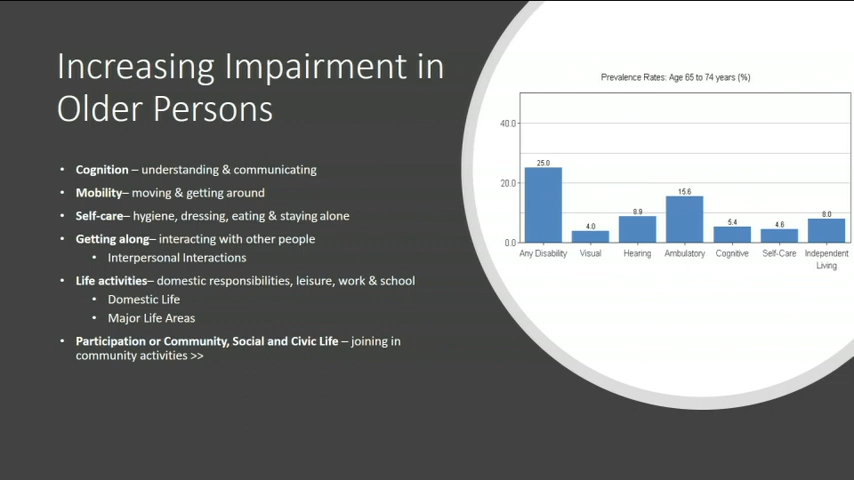 Increasing Impairment in
Older Persons
• Cognition – understanding & communicating
• Mobility– moving & getting around
• Self-care– hygiene, dressing, eating & staying alone
• Getting along– interacting with other people
• Interpersonal Interactions
• Life activities– domestic responsibilities, leisure, work & school
• Domestic Life
• Major Life Areas
• Participation or Community, Social and Civic Life – joining in
community activities >>
Prevalence Rates: Age 65 to 74 years (%)
40.0
20.0
0.0
25.0
4.0
8.9
15.6
5.4
4.6
8.0
Any Disability
Visual
Hearing
Ambulatory
Cognitive
Self-Care
Independent
Living